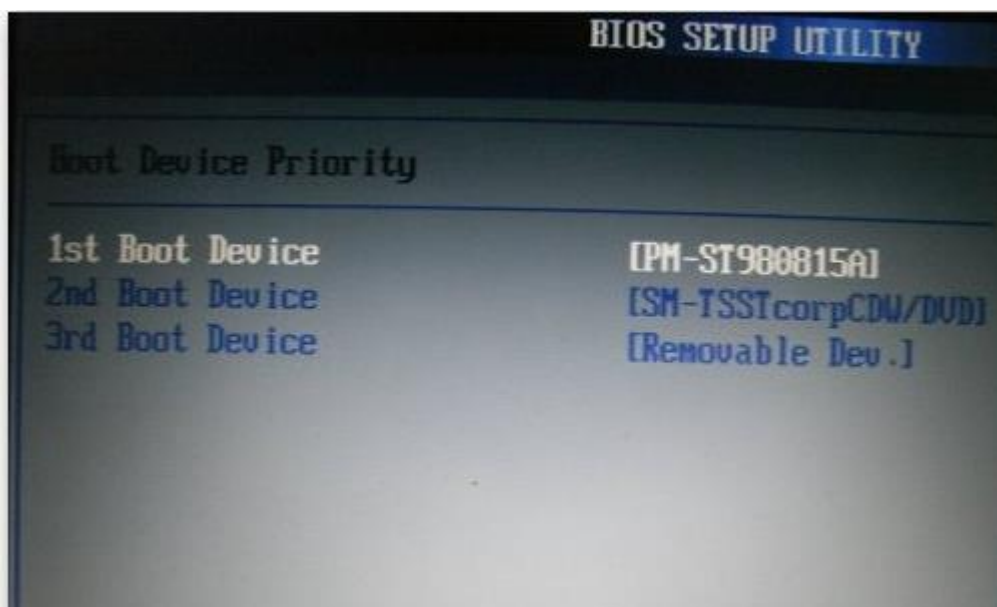 BIOS SETUP UTILITY
Boot Device Priority
1st Boot Device [PM-ST980815A]
2nd Boot Device [SM-TSSTcorpCDW/DVD]
3rd Boot Device [Removable Dev.]